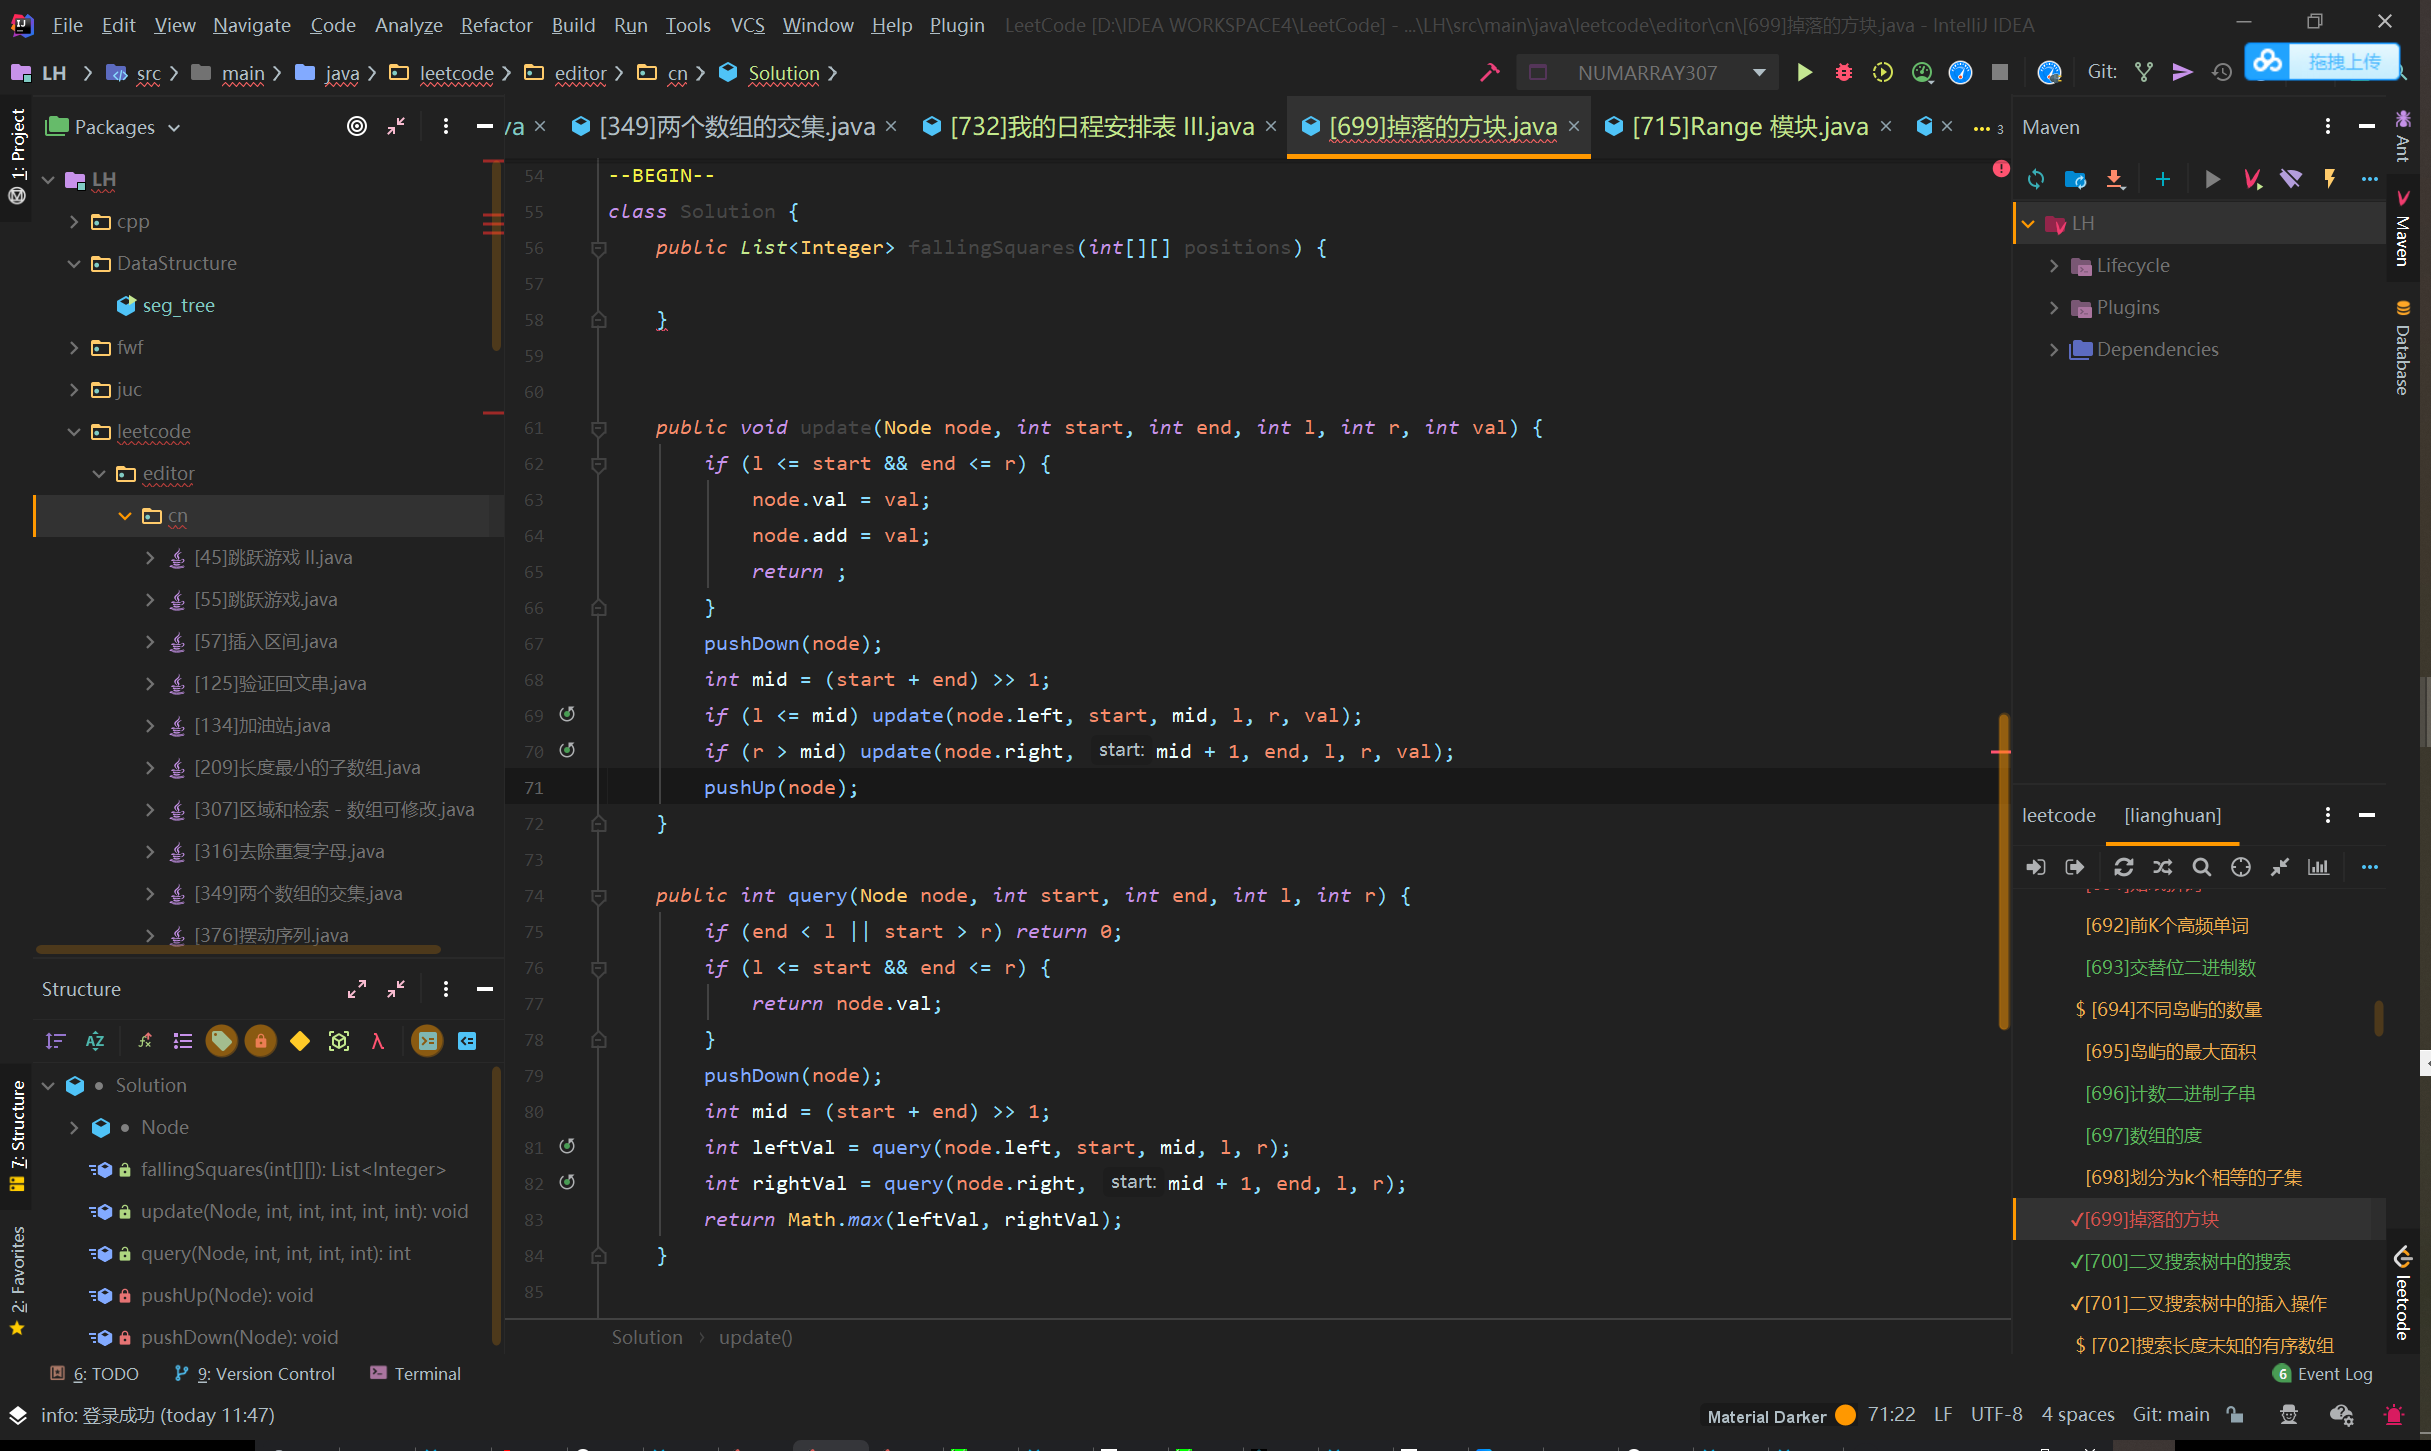 File Edit View Navigate Code Analyze Refactor Build Run Tools VCS Window Help Plugin LeetCode [D:\IDEA WORKSPACE4\LeetCode] - ...\LH\src\main\java\leetcode\editor\cn\[699]掉落的方块.java - IntelliJ IDEA
LH src main java leetcode editor cn Solution NUMARRAY307 Git: 拖拽上传
Packages
va [349]两个数组的交集.java [732]我的日程安排表 III.java [699]掉落的方块.java [715]Range 模块.java 3
1: Project
LH
cpp
DataStructure
seg_tree
fwf
juc
leetcode
editor
cn
[45]跳跃游戏 II.java
[55]跳跃游戏.java
[57]插入区间.java
[125]验证回文串.java
[134]加油站.java
[209]长度最小的子数组.java
[307]区域和检索 - 数组可修改.java
[316]去除重复字母.java
[349]两个数组的交集.java
[376]摆动序列.java
Structure
7: Structure
2: Favorites
Solution
Node
fallingSquares(int[][]): List<Integer>
update(Node, int, int, int, int, int): void
query(Node, int, int, int, int): int
pushUp(Node): void
pushDown(Node): void
54 --BEGIN--
55 class Solution {
56 public List<Integer> fallingSquares(int[][] positions) {
57
58 }
59
60
61 public void update(Node node, int start, int end, int l, int r, int val) {
62 if (l <= start && end <= r) {
63 node.val = val;
64 node.add = val;
65 return ;
66 }
67 pushDown(node);
68 int mid = (start + end) >> 1;
69 if (l <= mid) update(node.left, start, mid, l, r, val);
70 if (r > mid) update(node.right, start: mid + 1, end, l, r, val);
71 pushUp(node);
72 }
73
74 public int query(Node node, int start, int end, int l, int r) {
75 if (end < l || start > r) return 0;
76 if (l <= start && end <= r) {
77 return node.val;
78 }
79 pushDown(node);
80 int mid = (start + end) >> 1;
81 int leftVal = query(node.left, start, mid, l, r);
82 int rightVal = query(node.right, start: mid + 1, end, l, r);
83 return Math.max(leftVal, rightVal);
84 }
85
Solution › update()
Maven
LH
Lifecycle
Plugins
Dependencies
Ant
Maven
Database
leetcode [lianghuan]
[692]前K个高频单词
[693]交替位二进制数
$ [694]不同岛屿的数量
[695]岛屿的最大面积
[696]计数二进制子串
[697]数组的度
[698]划分为k个相等的子集
✓[699]掉落的方块
✓[700]二叉搜索树中的搜索
✓[701]二叉搜索树中的插入操作
$ [702]搜索长度未知的有序数组
leetcode
6: TODO 9: Version Control Terminal 6 Event Log
info: 登录成功 (today 11:47) Material Darker 71:22 LF UTF-8 4 spaces Git: main